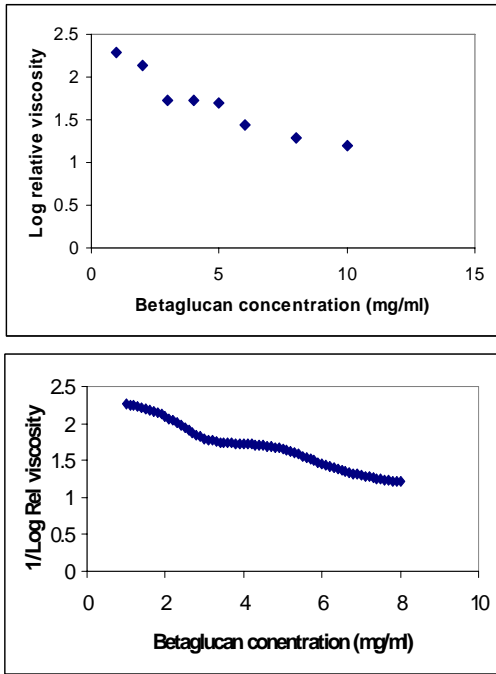 2.5
2
1.5
1
0.5
0
0 5 10 15
Log relative viscosity
Betaglucan concentration (mg/ml)
2.5
2
1.5
1
0.5
0
0 2 4 6 8 10
1/Log Rel viscosity
Betaglucan conentration (mg/ml)